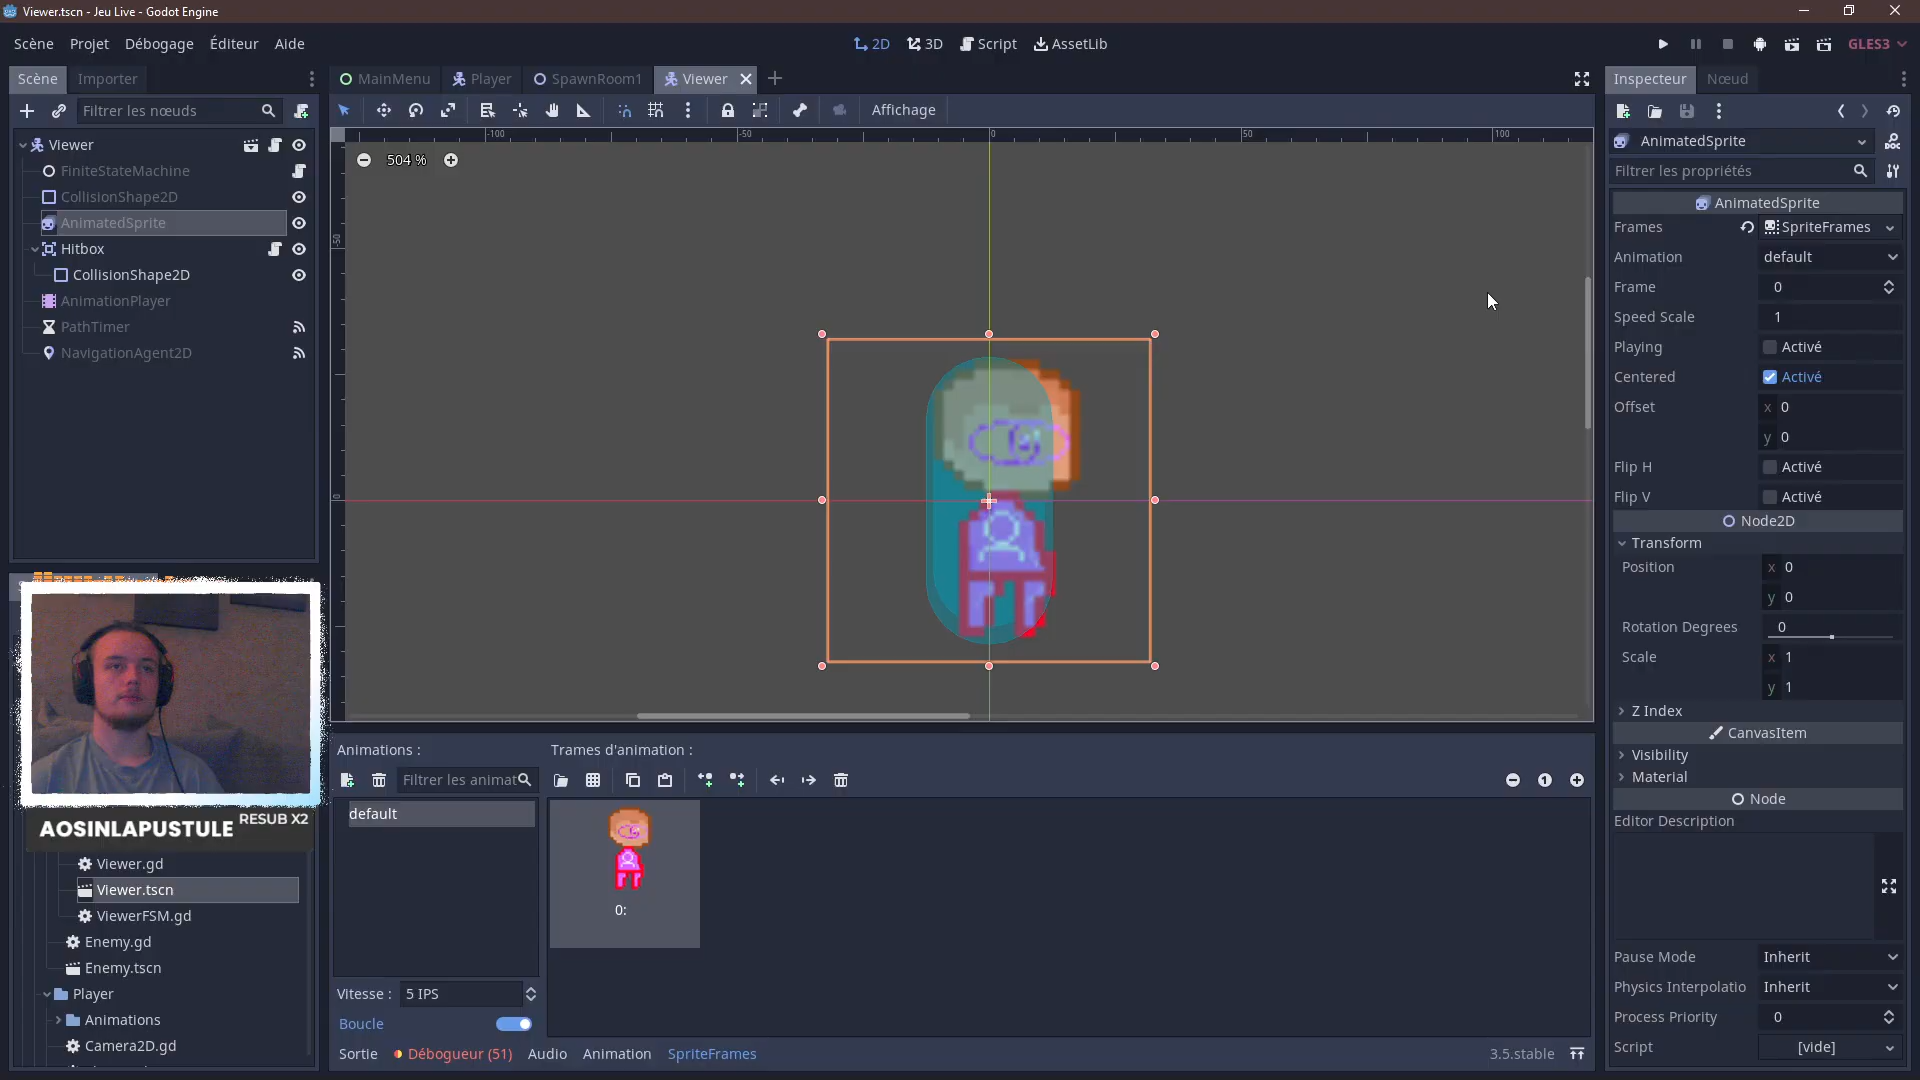 Viewer.tscn - Jeu Live - Godot Engine
Scène Projet Débogage Éditeur Aide
2D 3D Script AssetLib
GLES3
Scène Importer
MainMenu Player SpawnRoom1 Viewer
Inspecteur Nœud
Filtrer les nœuds
Affichage
Viewer
FiniteStateMachine
CollisionShape2D
AnimatedSprite
Hitbox
CollisionShape2D
AnimationPlayer
PathTimer
NavigationAgent2D
-100 -50 0 50 100
504 %
-50
0
AnimatedSprite
Filtrer les propriétés
AnimatedSprite
Frames SpriteFrames
Animation default
Frame 0
Speed Scale 1
Playing Activé
Centered Activé
Offset x 0
y 0
Flip H Activé
Flip V Activé
Node2D
Transform
Position x 0
y 0
Rotation Degrees 0
Scale x 1
y 1
Z Index
CanvasItem
Visibility
Material
Node
Editor Description
Pause Mode Inherit
Physics Interpolatio Inherit
Process Priority 0
Script [vide]
AOSINLAPUSTULE RESUB X2
Viewer.gd
Viewer.tscn
ViewerFSM.gd
Enemy.gd
Enemy.tscn
Player
Animations
Camera2D.gd
Animations :
Filtrer les animat
default
Vitesse : 5 IPS
Boucle
Trames d'animation :
0:
Sortie Débogueur (51) Audio Animation SpriteFrames
3.5.stable